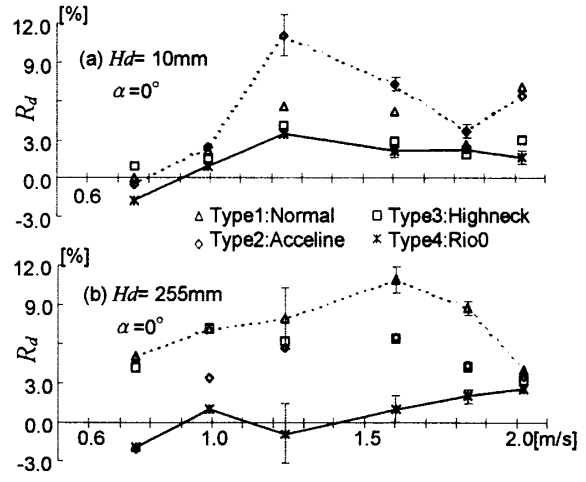 [%]
12.0
(a) Hd= 10mm
9.0
α=0°
Rd
6.0
3.0
0.0
0.6
-3.0
△ Type1:Normal □ Type3:Highneck
◇ Type2:Acceline ✳ Type4:Rio0
[%]
12.0
(b) Hd= 255mm
9.0
α=0°
Rd
6.0
3.0
0.0
0.6 1.0 1.5 2.0[m/s]
-3.0